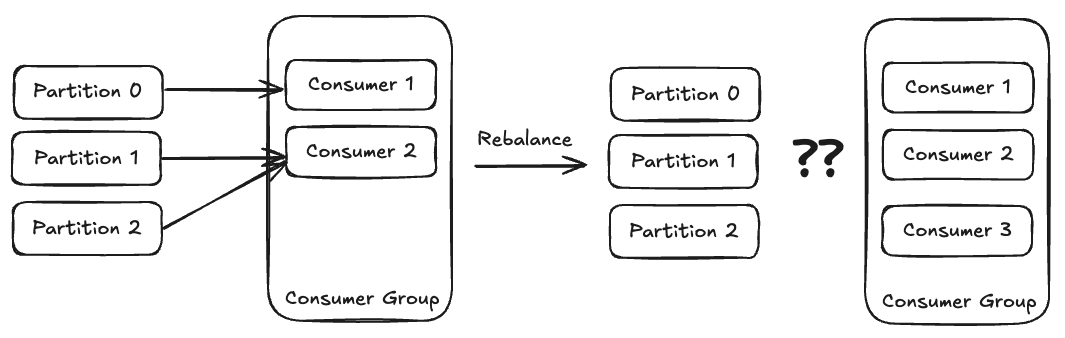 Partition 0
Partition 1
Partition 2
Consumer 1
Consumer 2
Consumer Group
Rebalance
Partition 0
Partition 1
Partition 2
??
Consumer 1
Consumer 2
Consumer 3
Consumer Group